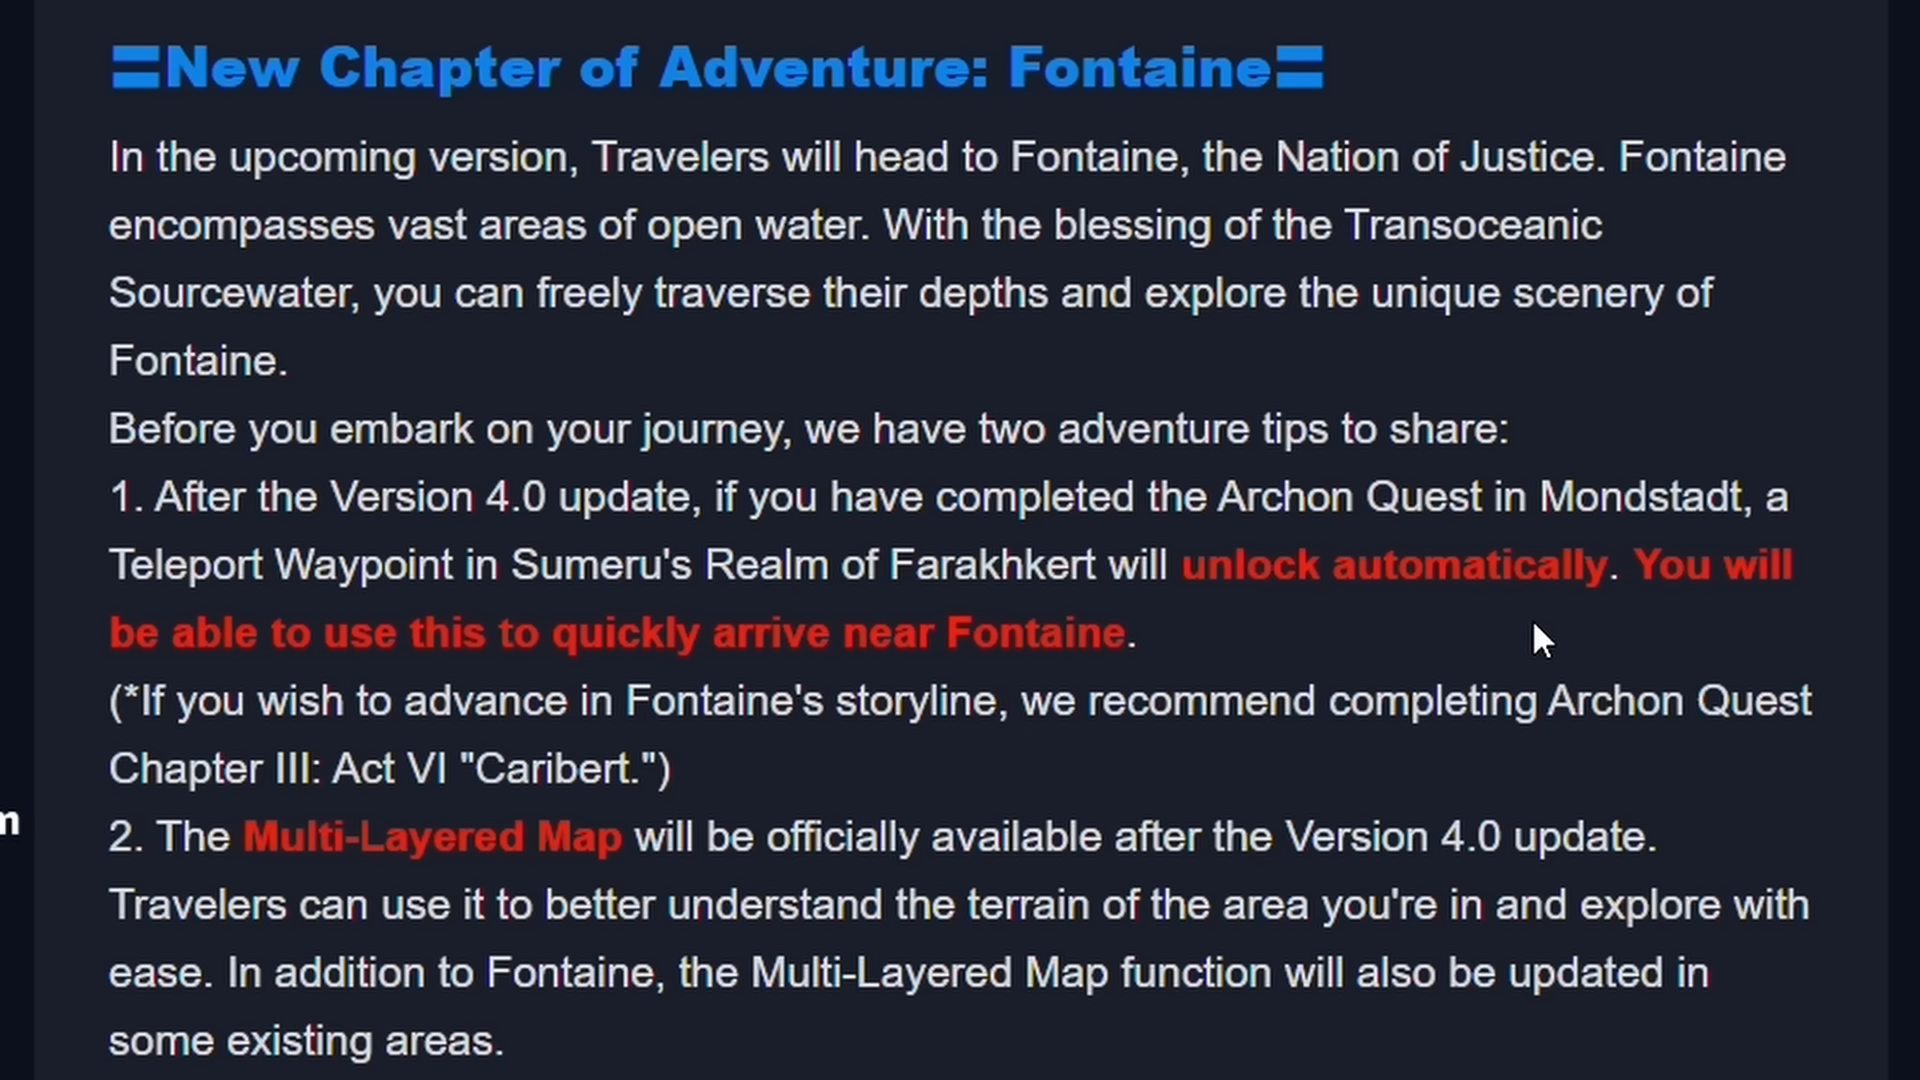 =New Chapter of Adventure: Fontaine=
In the upcoming version, Travelers will head to Fontaine, the Nation of Justice. Fontaine
encompasses vast areas of open water. With the blessing of the Transoceanic
Sourcewater, you can freely traverse their depths and explore the unique scenery of
Fontaine.
Before you embark on your journey, we have two adventure tips to share:
1. After the Version 4.0 update, if you have completed the Archon Quest in Mondstadt, a
Teleport Waypoint in Sumeru's Realm of Farakhkert will unlock automatically. You will
be able to use this to quickly arrive near Fontaine.
(*If you wish to advance in Fontaine's storyline, we recommend completing Archon Quest
Chapter III: Act VI "Caribert.")
m
2. The Multi-Layered Map will be officially available after the Version 4.0 update.
Travelers can use it to better understand the terrain of the area you're in and explore with
ease. In addition to Fontaine, the Multi-Layered Map function will also be updated in
some existing areas.